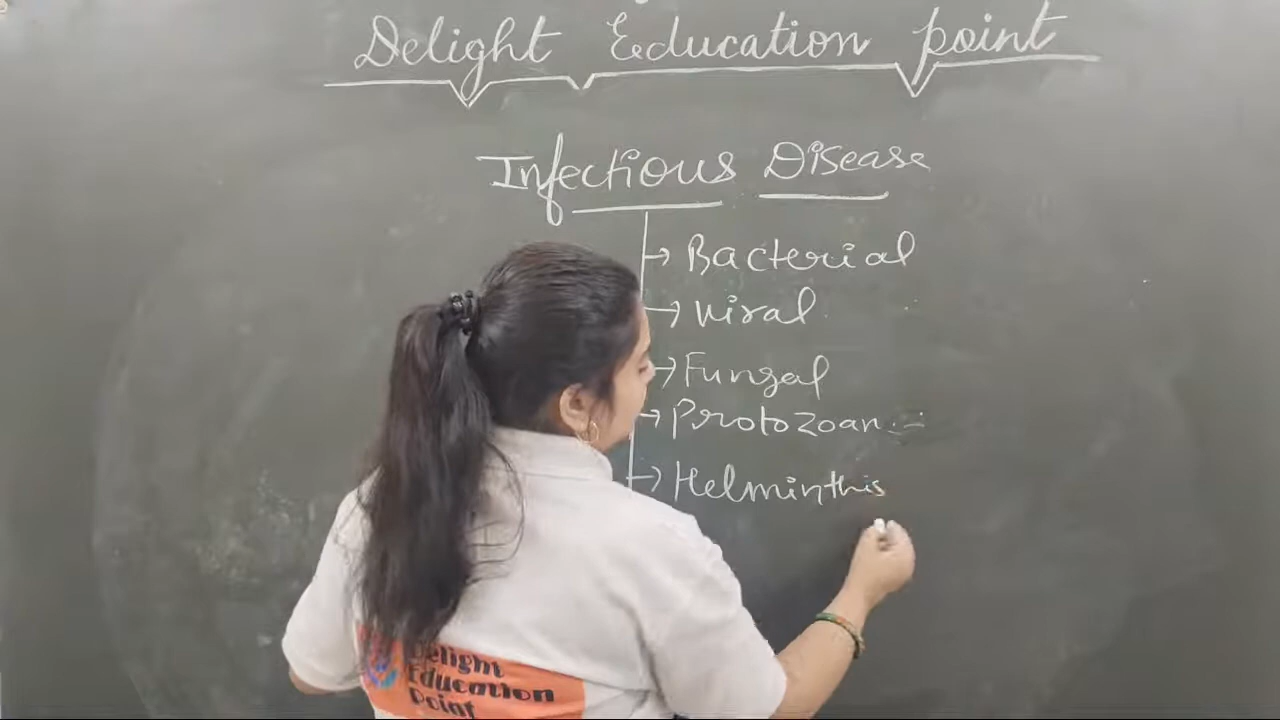 Delight Education point
Infectious Disease
→ Bacterial
→ Viral
→ Fungal
→ Protozoan
→ Helminthis
Delight
Education
Point